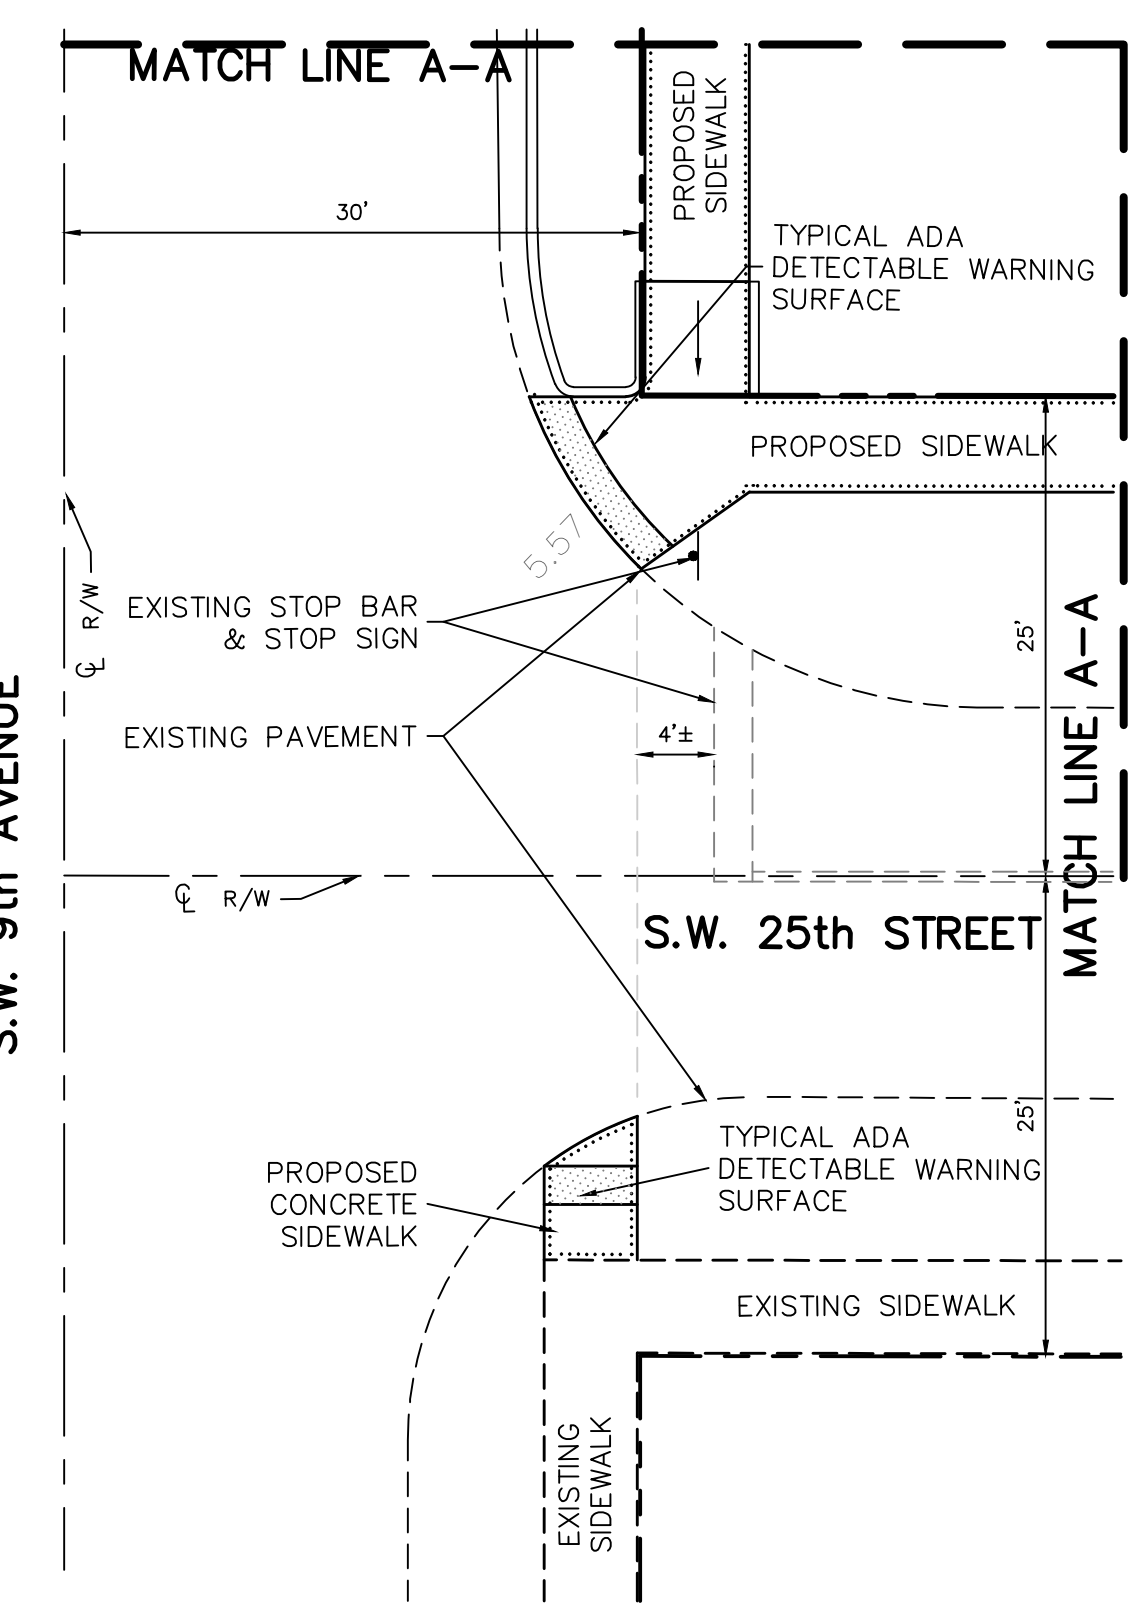 MATCH LINE A-A
PROPOSED
SIDEWALK
30'
TYPICAL ADA
DETECTABLE WARNING
SURFACE
PROPOSED SIDEWALK
5.57
℄ R/W
EXISTING STOP BAR
& STOP SIGN
25'
MATCH LINE A-A
EXISTING PAVEMENT
4'±
S.W. 9th AVENUE
℄ R/W
S.W. 25th STREET
25'
TYPICAL ADA
DETECTABLE WARNING
SURFACE
PROPOSED
CONCRETE
SIDEWALK
EXISTING SIDEWALK
EXISTING
SIDEWALK